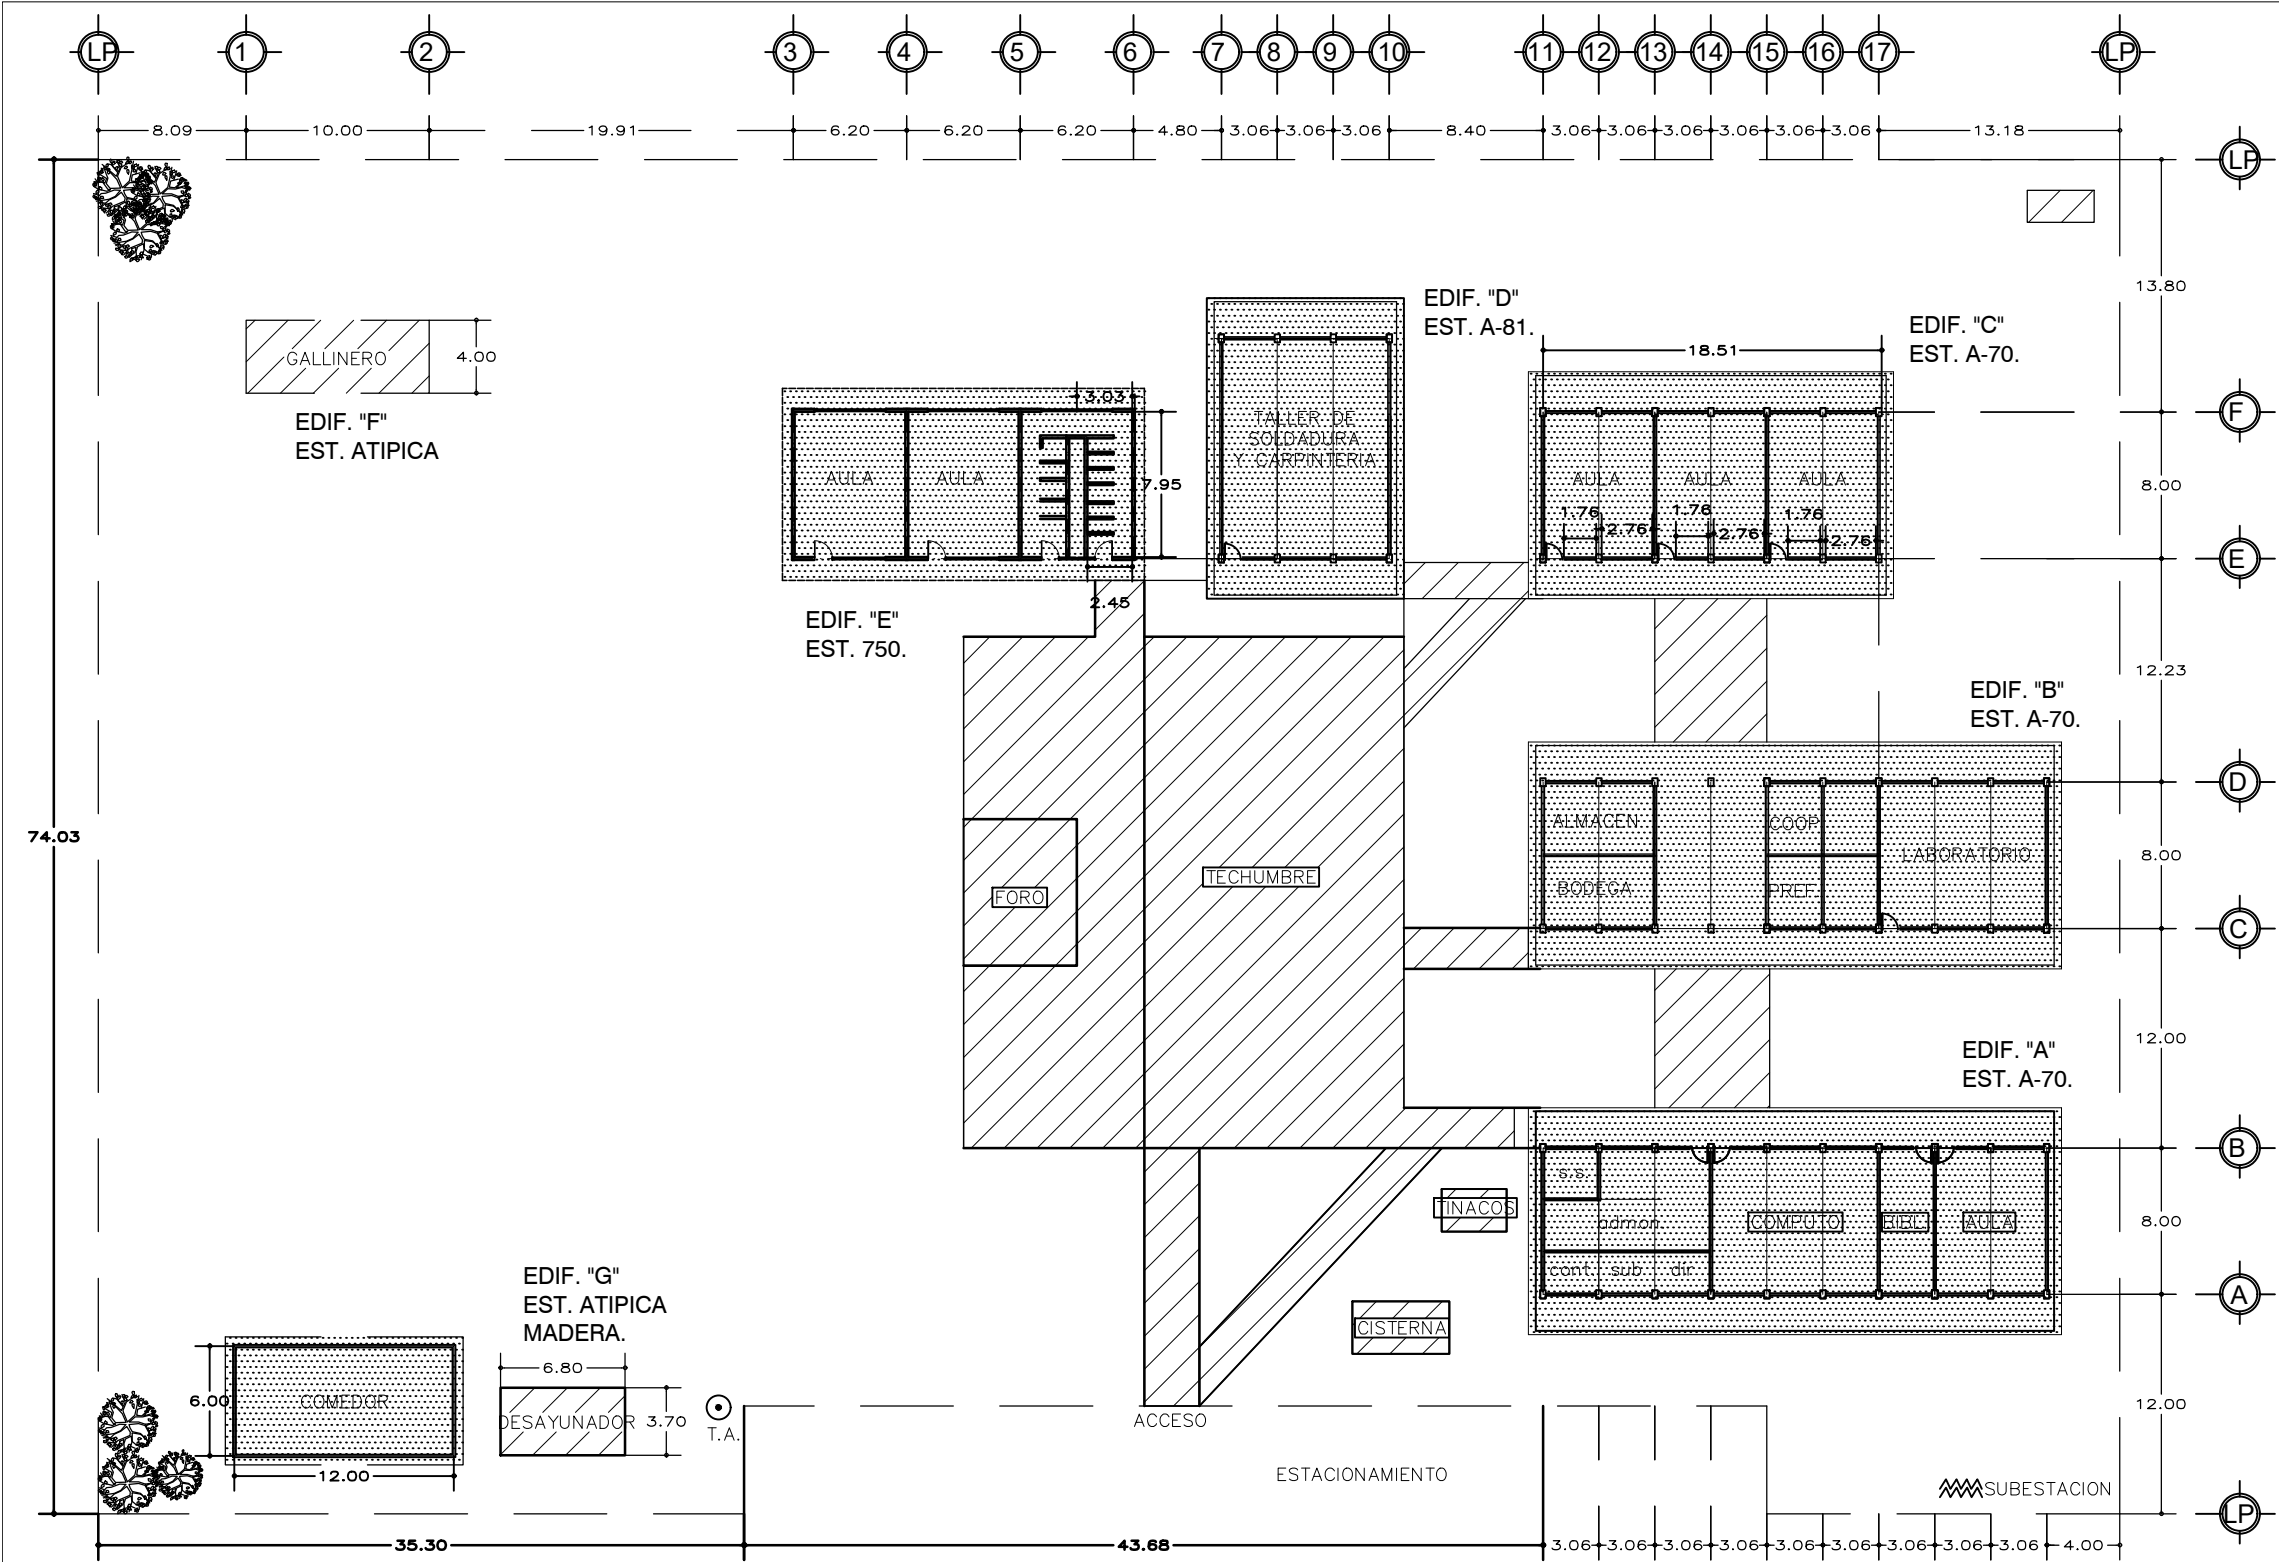 LP 1 2 3 4 5 6 7 8 9 10 11 12 13 14 15 16 17 LP
8.09 10.00 19.91 6.20 6.20 6.20 4.80 3.06 3.06 3.06 8.40 3.06 3.06 3.06 3.06 3.06 3.06 13.18
LP
13.80
EDIF. "D"
EST. A-81.
EDIF. "C"
EST. A-70.
18.51
GALLINERO
4.00
EDIF. "F"
EST. ATIPICA
3.03
F
TALLER DE
SOLDADURA
Y CARPINTERIA
AULA AULA
7.95
AULA AULA AULA
8.00
1.76 1.76 1.76
2.76 2.76 2.76
E
2.45
EDIF. "E"
EST. 750.
12.23
EDIF. "B"
EST. A-70.
D
74.03
ALMACEN
COOP
LABORATORIO
8.00
TECHUMBRE
BODEGA
PREF.
FORO
C
12.00
EDIF. "A"
EST. A-70.
B
s.s.
TINACOS
admon
COMPUTO
BIBL.
AULA
8.00
cont sub dir
EDIF. "G"
EST. ATIPICA
MADERA.
A
CISTERNA
6.80
6.00
COMEDOR
DESAYUNADOR
3.70
T.A.
ACCESO
12.00
12.00
ESTACIONAMIENTO
SUBESTACION
LP
35.30 43.68 3.06 3.06 3.06 3.06 3.06 3.06 3.06 3.06 3.06 4.00